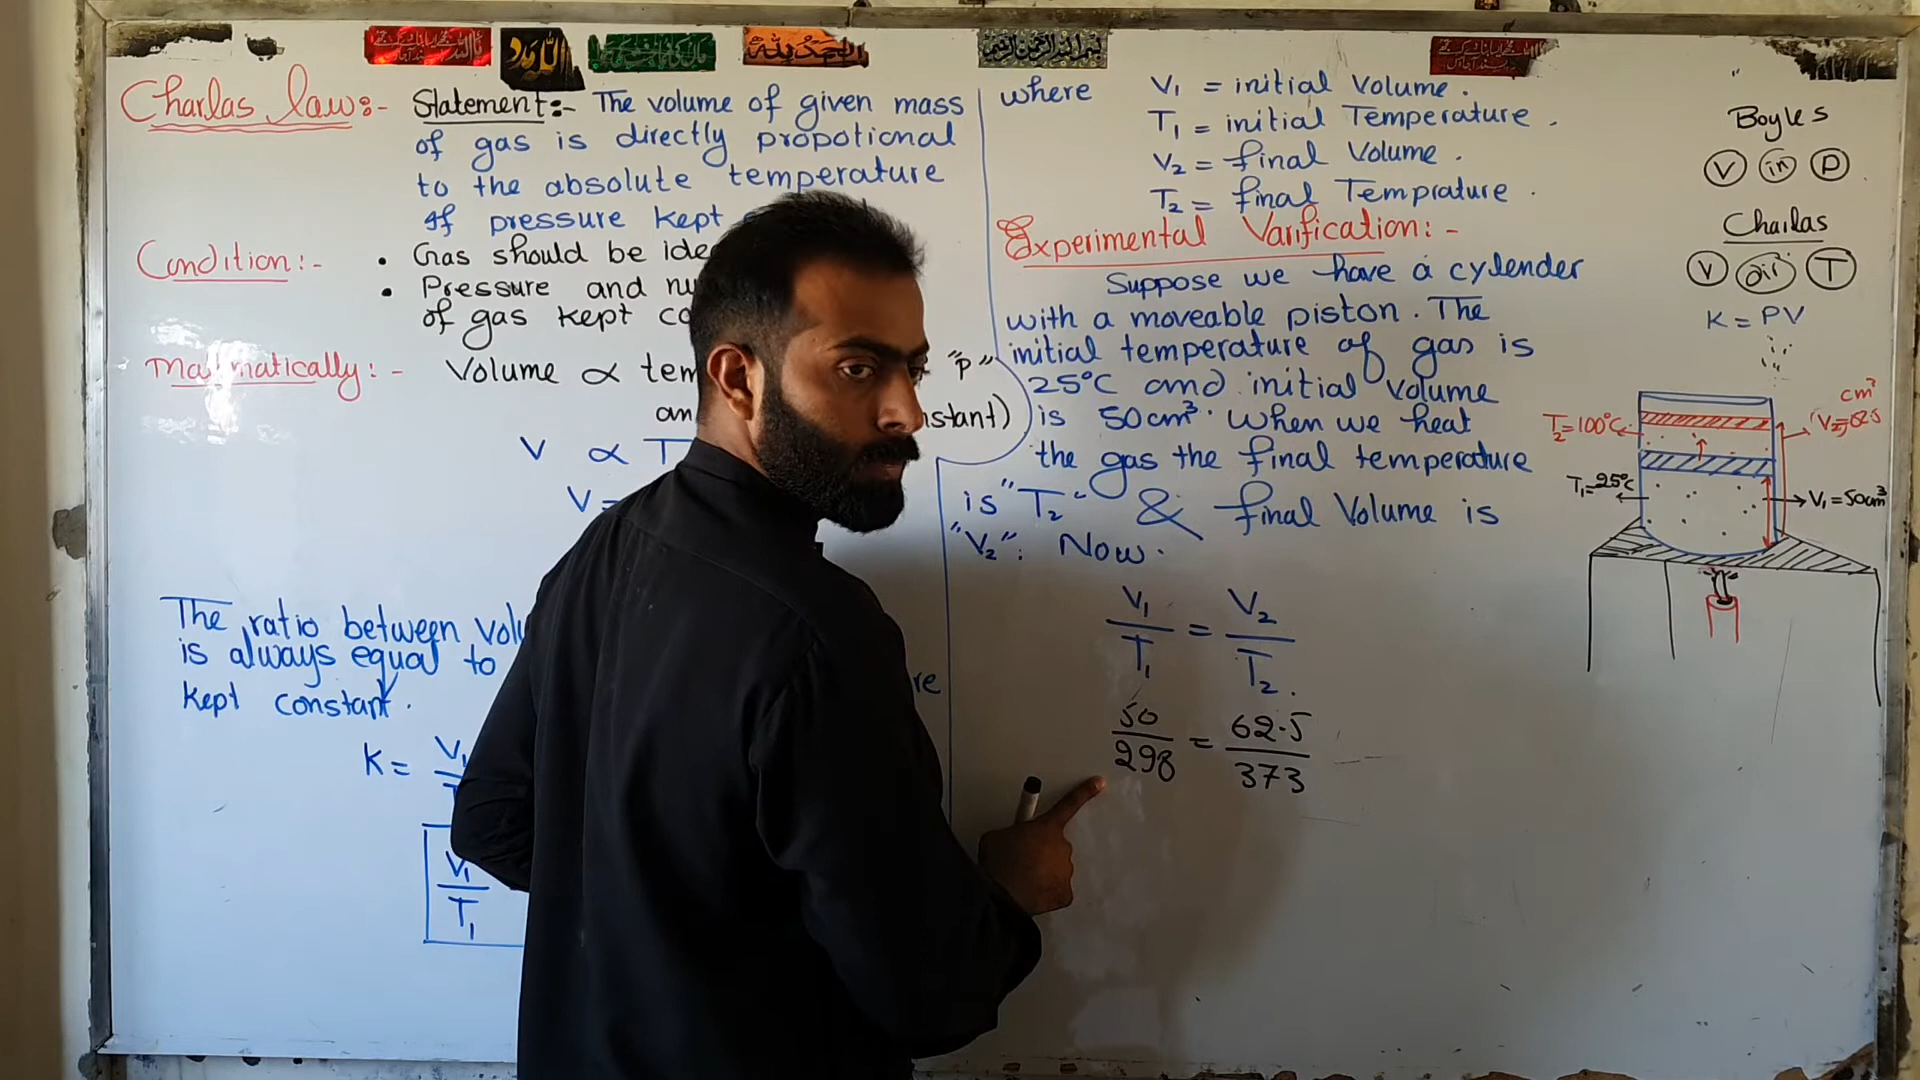 Charlas law:- Statement:- The volume of given mass
of gas is directly propotional
to the absolute temperature
If pressure kept
Condition:- • Gas should be ide
• Pressure and nu
of gas kept co
Mathmatically:- Volume ∝ tem
"P"
an
nstant)
V ∝ T
V=
The ratio between volu
is always equal to
re
kept constant.
K= V₁
V₁
T₁
where V₁ = initial Volume.
T₁ = initial Temperature.
V₂ = final Volume.
T₂ = final Temprature.
Experimental Varification:-
Suppose we have a cylender
with a moveable piston. The
initial temperature of gas is
25°C and initial volume
is 50cm³. When we heat
the gas the final temperature
is "T₂" & final Volume is
"V₂". Now.
V₁ = V₂
T₁ T₂.
50 = 62.5
298 373
Boyles
V in P
Charlas
V dir T
K = PV
cm³
T₂=100°C
T₁=25°C
V₁=50cm³